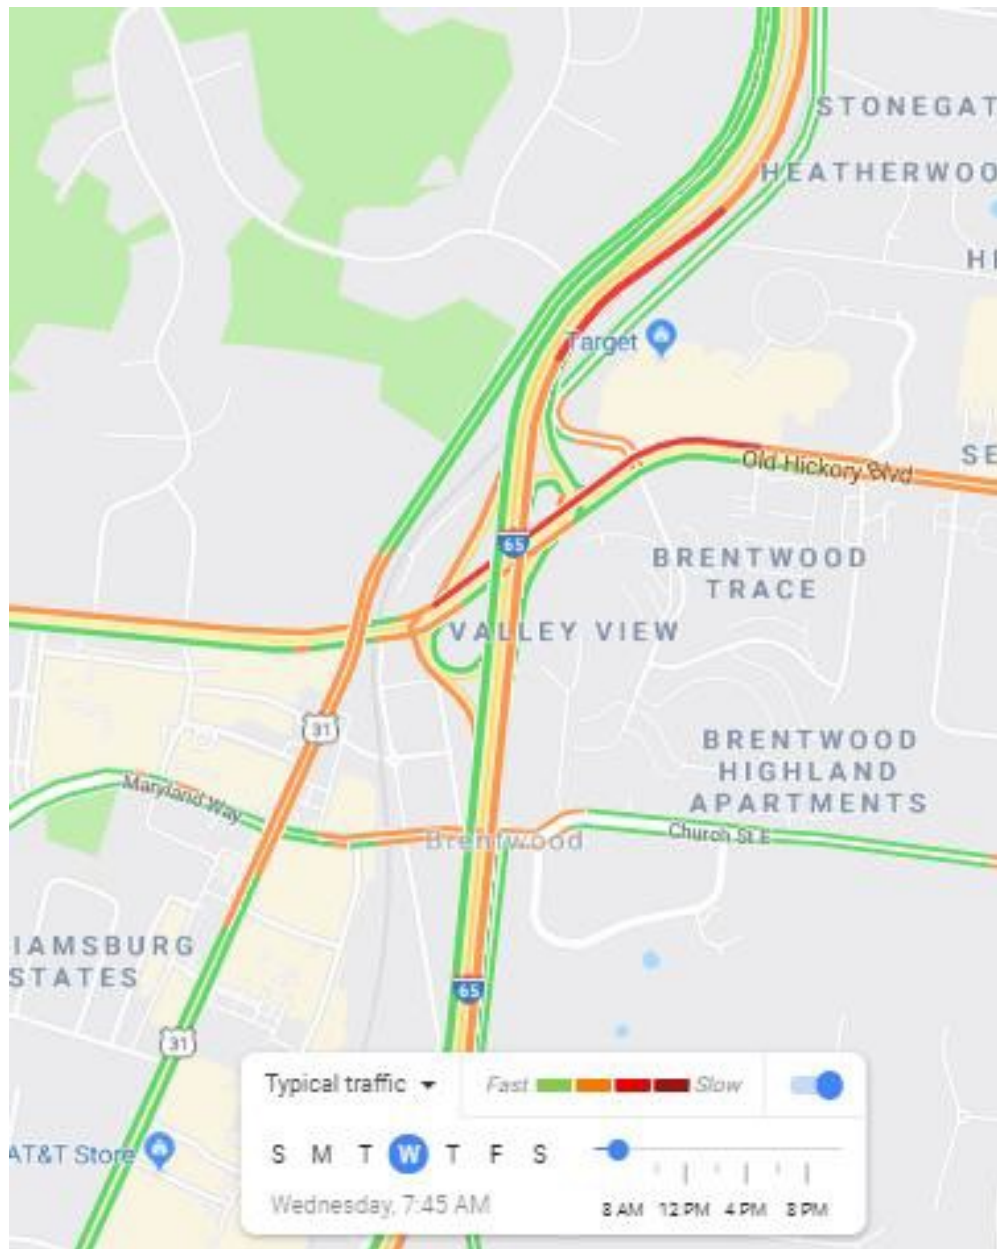 STONEGAT
HEATHERWOO
HI
Target
SE
Old Hickory Blvd
65
BRENTWOOD
TRACE
VALLEY VIEW
31
BRENTWOOD
HIGHLAND
APARTMENTS
Maryland Way
Brentwood
Church St E
IAMSBURG
STATES
65
31
AT&T Store
Typical traffic
Fast
Slow
S M T W T F S
Wednesday, 7:45 AM
8 AM 12 PM 4 PM 8 PM